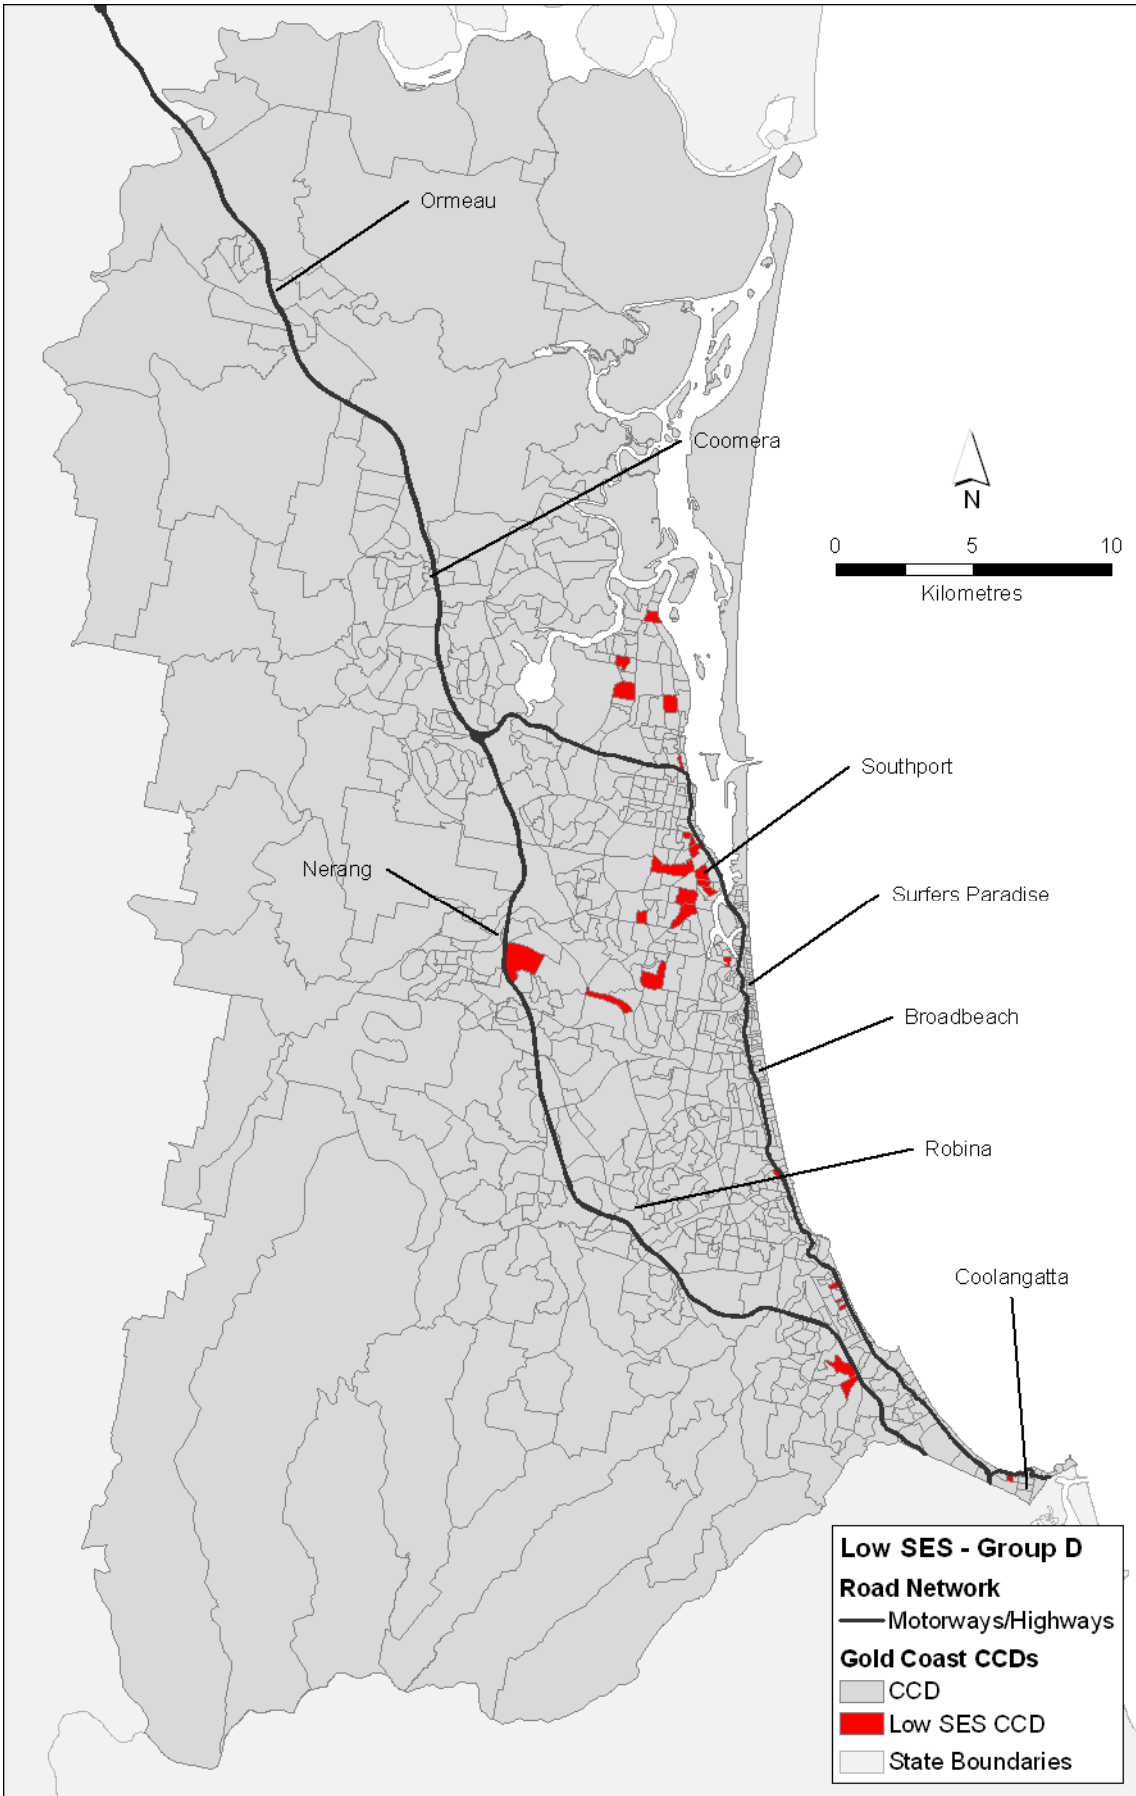 Ormeau
Coomera
N
0 5 10
Kilometres
Southport
Nerang
Surfers Paradise
Broadbeach
Robina
Coolangatta
Low SES - Group D
Road Network
Motorways/Highways
Gold Coast CCDs
CCD
Low SES CCD
State Boundaries